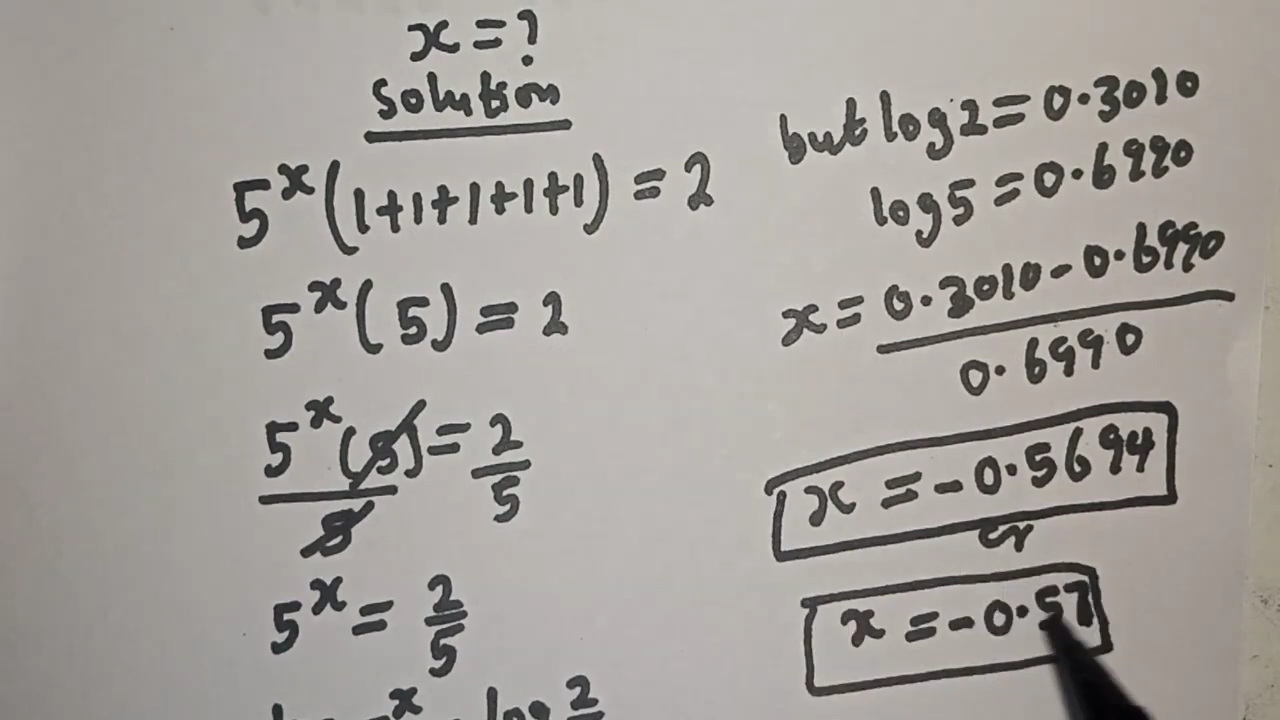 x = ?
Solution
5^x(1+1+1+1+1) = 2
5^x(5) = 2
5^x(5)/5 = 2/5
5^x = 2/5
but log2 = 0.3010
log5 = 0.6990
x = (0.3010 - 0.6990)/0.6990
x = -0.5694
or
x = -0.57